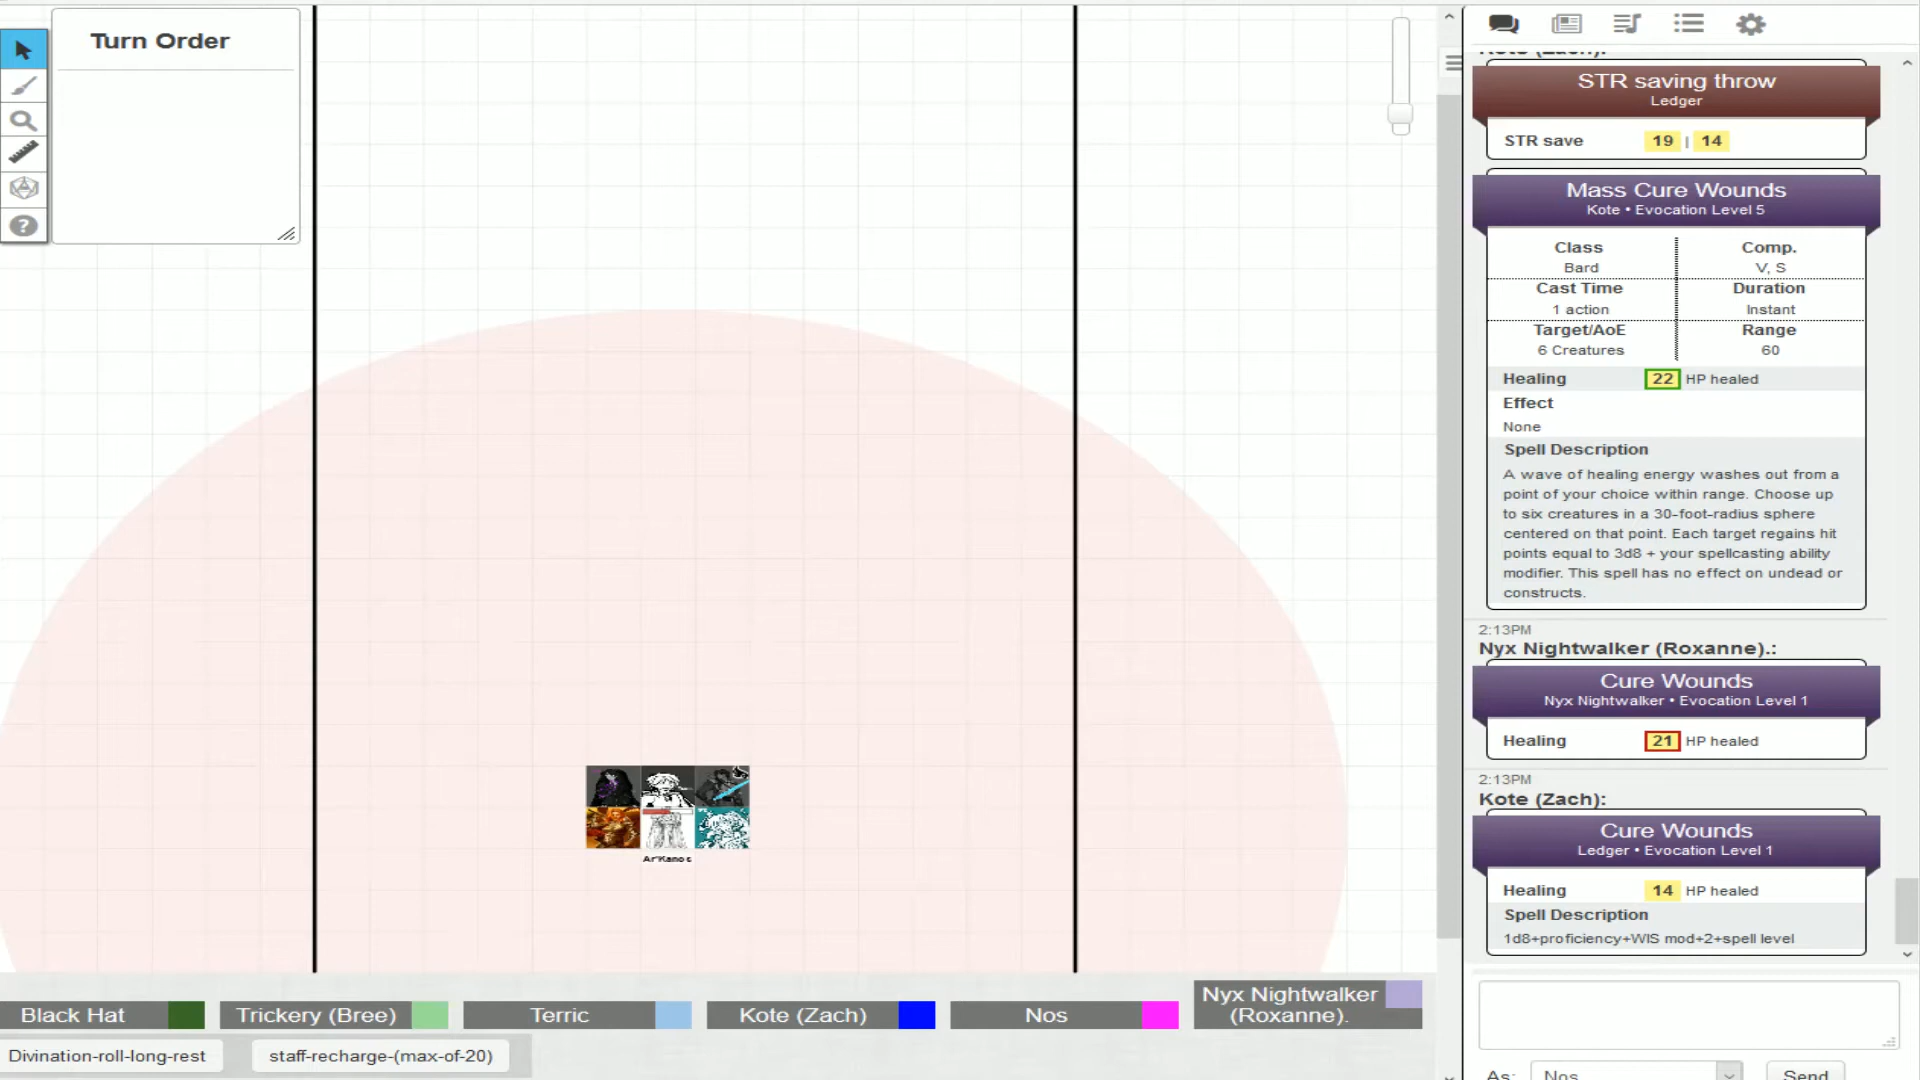 Turn Order
Ar'Kanos
Black Hat
Trickery (Bree)
Terric
Kote (Zach)
Nos
Nyx Nightwalker
(Roxanne).
Divination-roll-long-rest
staff-recharge-(max-of-20)
Kote (Zach):
STR saving throw
Ledger
STR save 19 | 14
Mass Cure Wounds
Kote • Evocation Level 5
Class Comp.
Bard V, S
Cast Time Duration
1 action Instant
Target/AoE Range
6 Creatures 60
Healing 22 HP healed
Effect
None
Spell Description
A wave of healing energy washes out from a
point of your choice within range. Choose up
to six creatures in a 30-foot-radius sphere
centered on that point. Each target regains hit
points equal to 3d8 + your spellcasting ability
modifier. This spell has no effect on undead or
constructs.
2:13PM
Nyx Nightwalker (Roxanne).:
Cure Wounds
Nyx Nightwalker • Evocation Level 1
Healing 21 HP healed
2:13PM
Kote (Zach):
Cure Wounds
Ledger • Evocation Level 1
Healing 14 HP healed
Spell Description
1d8+proficiency+WIS mod+2+spell level
As: Nos Send